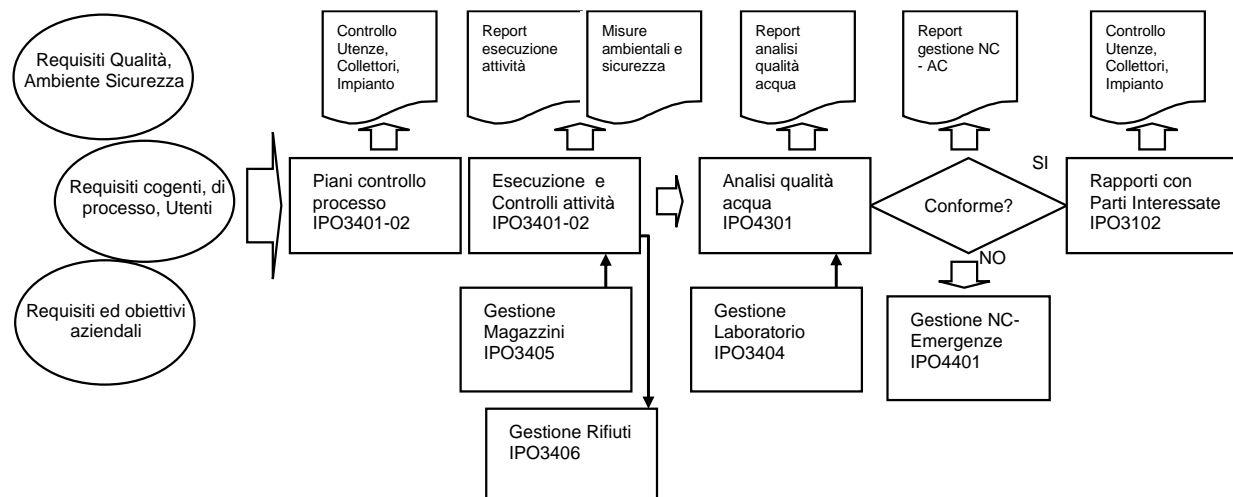 Requisiti Qualità,
Ambiente Sicurezza
Requisiti cogenti, di
processo, Utenti
Requisiti ed obiettivi
aziendali
Controllo
Utenze,
Collettori,
Impianto
Report
esecuzione
attività
Misure
ambientali e
sicurezza
Report
analisi
qualità
acqua
Report
gestione NC
- AC
Controllo
Utenze,
Collettori,
Impianto
Piani controllo
processo
IPO3401-02
Esecuzione e
Controlli attività
IPO3401-02
Analisi qualità
acqua
IPO4301
Conforme?
SI
NO
Rapporti con
Parti Interessate
IPO3102
Gestione
Magazzini
IPO3405
Gestione
Laboratorio
IPO3404
Gestione NC-
Emergenze
IPO4401
Gestione Rifiuti
IPO3406